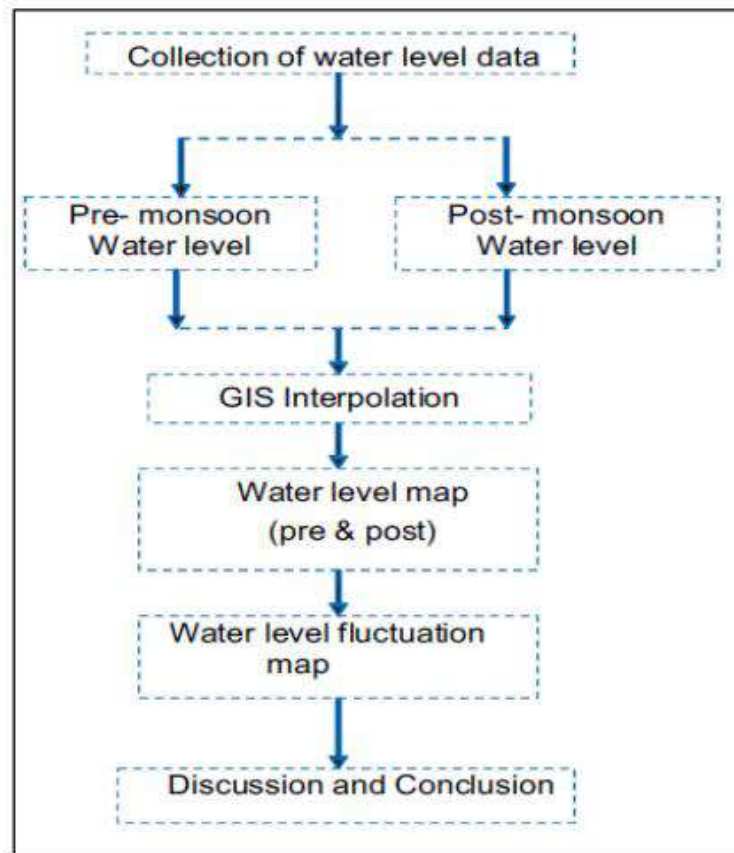 Collection of water level data
Pre- monsoon
Water level
Post- monsoon
Water level
GIS Interpolation
Water level map
(pre & post)
Water level fluctuation
map
Discussion and Conclusion